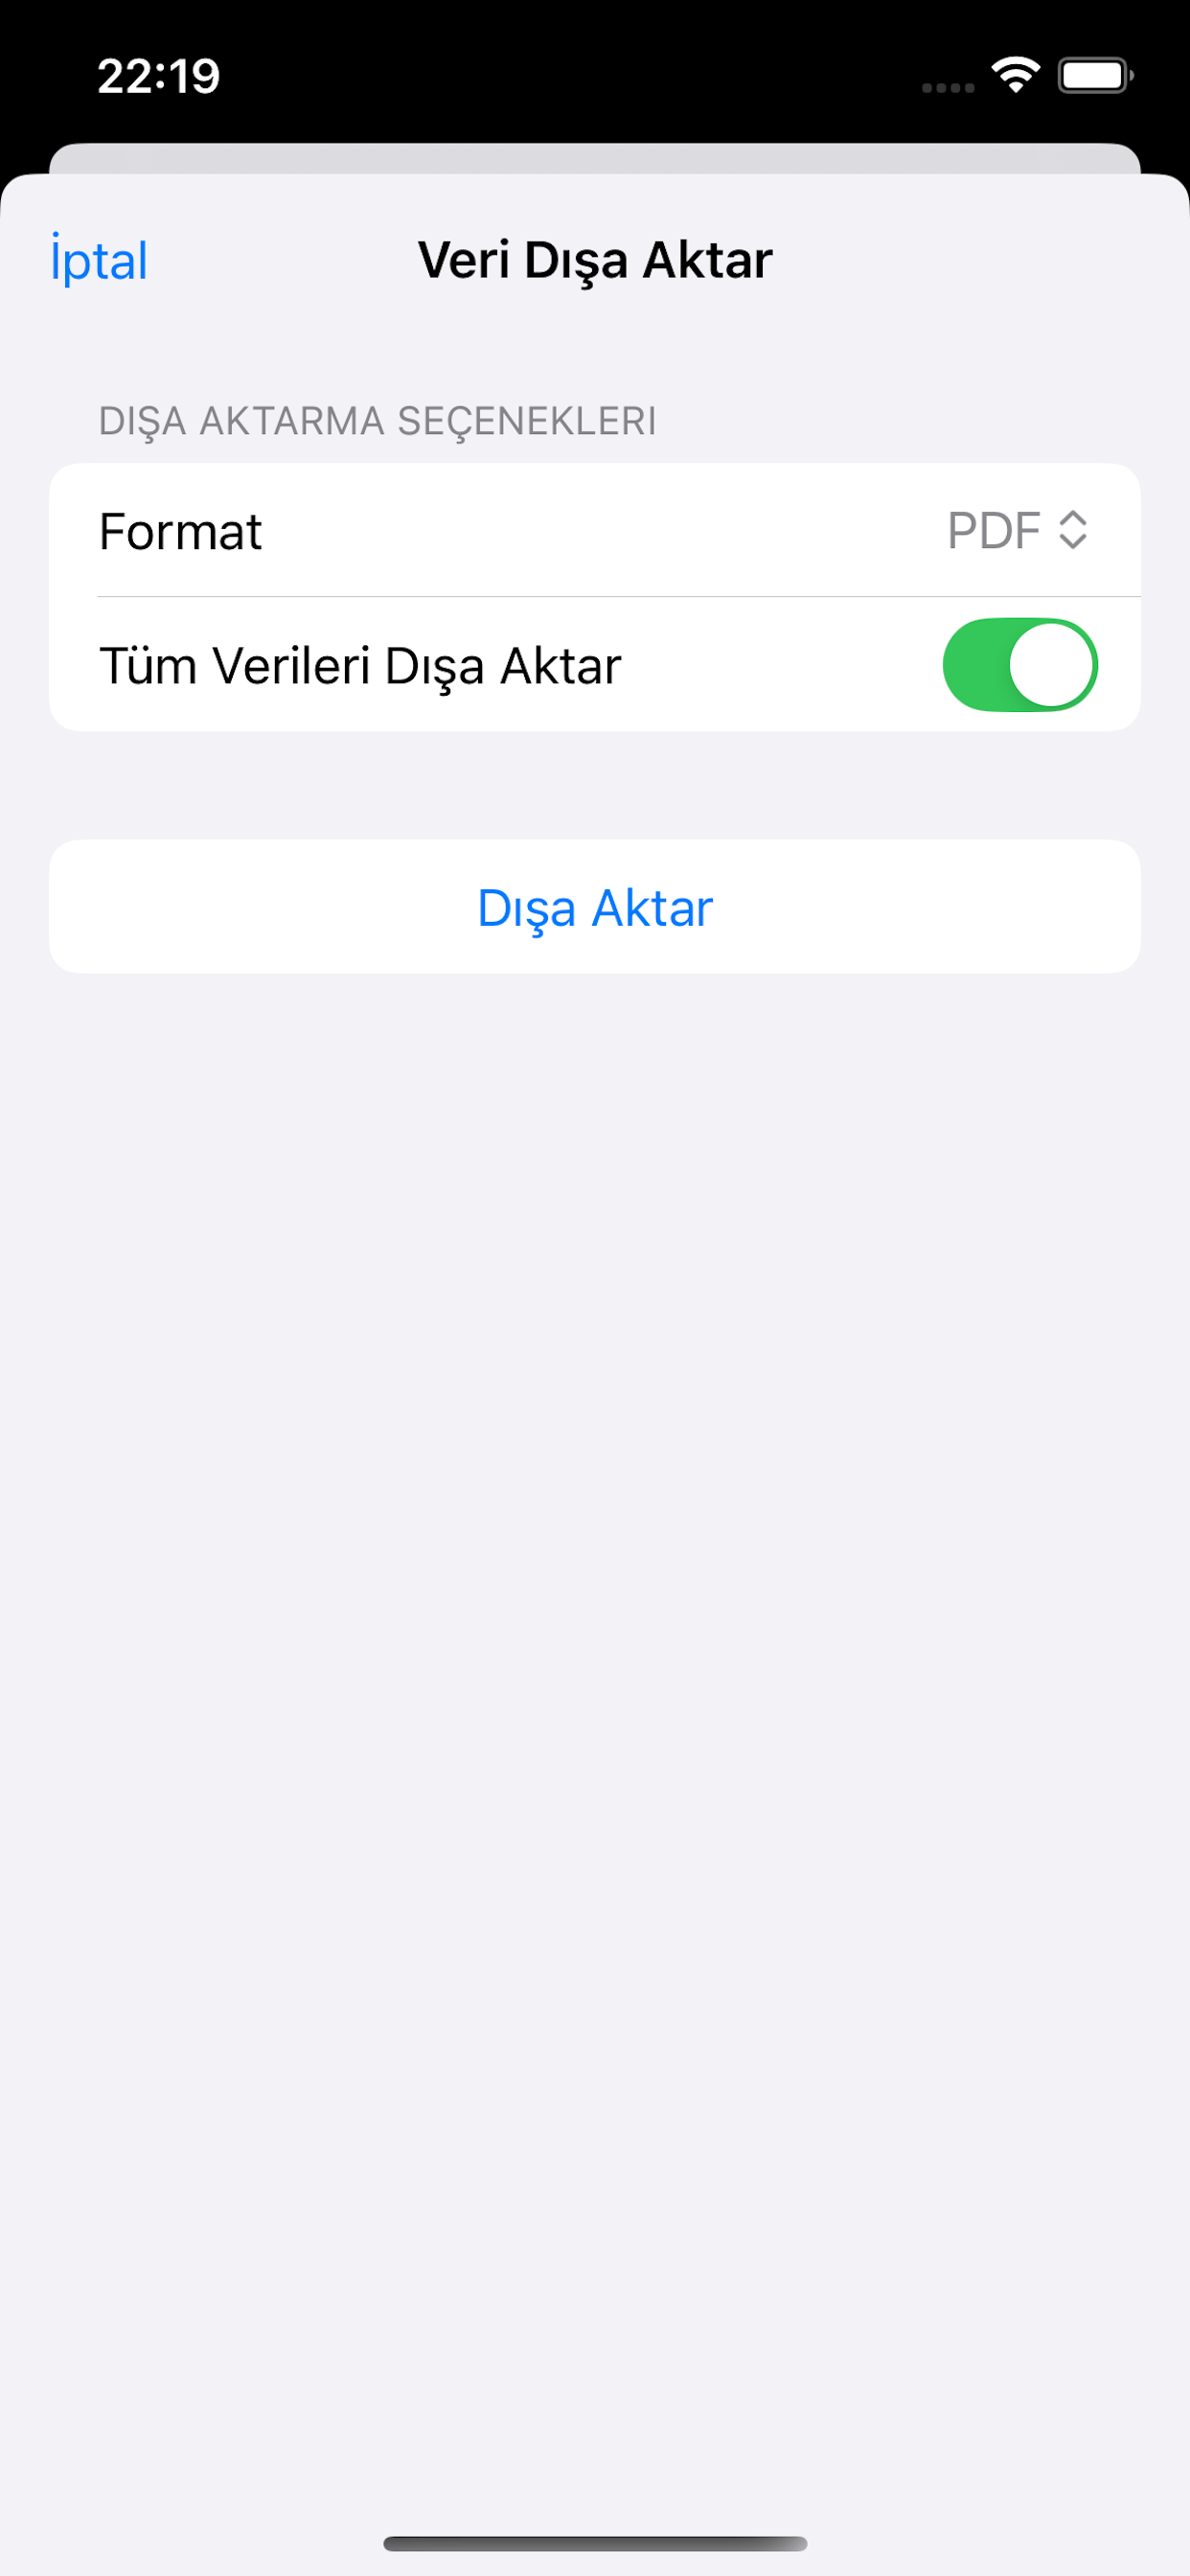 22:19
İptal
Veri Dışa Aktar
DIŞA AKTARMA SEÇENEKLERI
Format
PDF
Tüm Verileri Dışa Aktar
Dışa Aktar